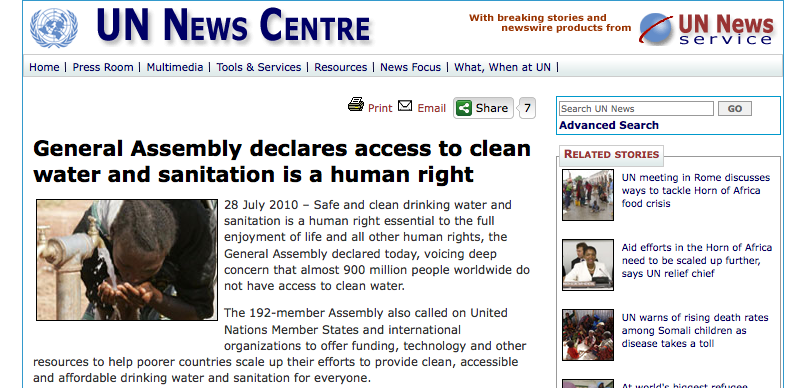 UN NEWS CENTRE
With breaking stories and
newswire products from
UN News
service
Home | Press Room | Multimedia | Tools & Services | Resources | News Focus | What, When at UN |
Print Email Share 7
Search UN News GO
Advanced Search
General Assembly declares access to clean
water and sanitation is a human right
28 July 2010 – Safe and clean drinking water and
sanitation is a human right essential to the full
enjoyment of life and all other human rights, the
General Assembly declared today, voicing deep
concern that almost 900 million people worldwide do
not have access to clean water.
The 192-member Assembly also called on United
Nations Member States and international
organizations to offer funding, technology and other
resources to help poorer countries scale up their efforts to provide clean, accessible
and affordable drinking water and sanitation for everyone.
RELATED STORIES
UN meeting in Rome discusses
ways to tackle Horn of Africa
food crisis
Aid efforts in the Horn of Africa
need to be scaled up further,
says UN relief chief
UN warns of rising death rates
among Somali children as
disease takes a toll
At world's biggest refugee